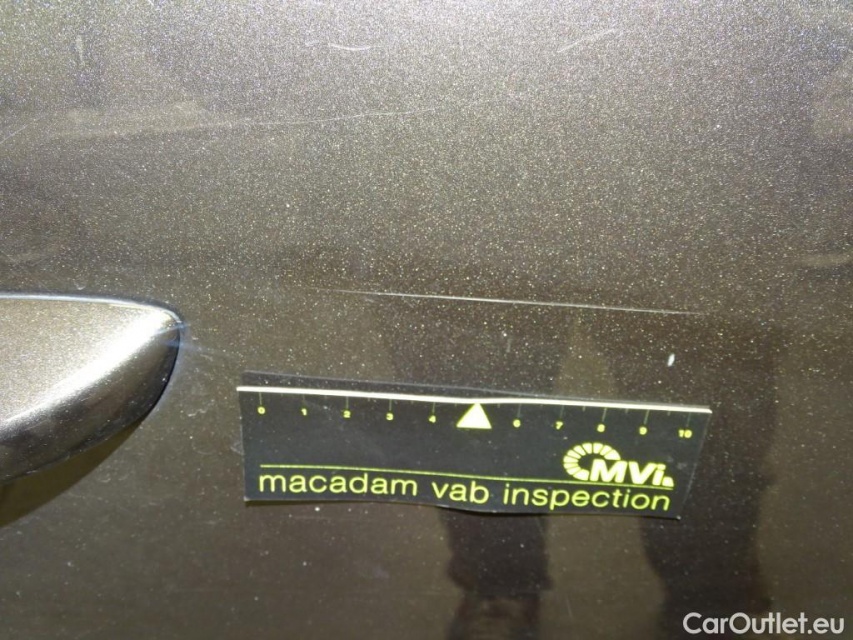 0 1 2 3 4 6 7 8 9 10
MVi.
macadam vab inspection
CarOutlet.eu